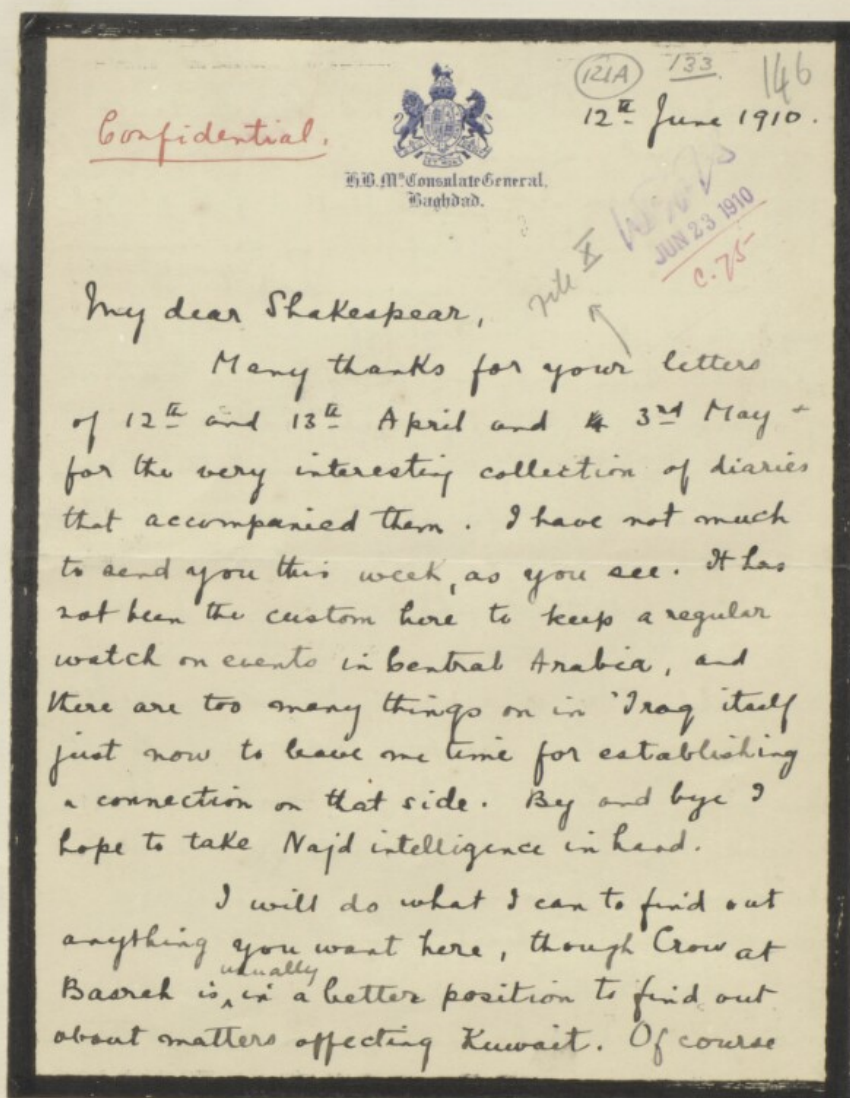 121A
133
146
12th June 1910.
Confidential.
H.B.M's Consulate General,
Baghdad.
JUN 23 1910
C. 75
File X
My dear Shakespear,
Many thanks for your letters
of 12th and 13th April and 3rd May +
for the very interesting collection of diaries
that accompanied them. I have not much
to send you this week, as you see. It has
not been the custom here to keep a regular
watch on events in Central Arabia, and
there are too many things on in 'Iraq itself
just now to leave me time for establishing
a connection on that side. By and bye I
hope to take Najd intelligence in hand.
I will do what I can to find out
anything you want here, though Crow at
Basrah is usually in a better position to find out
about matters affecting Kuwait. Of course